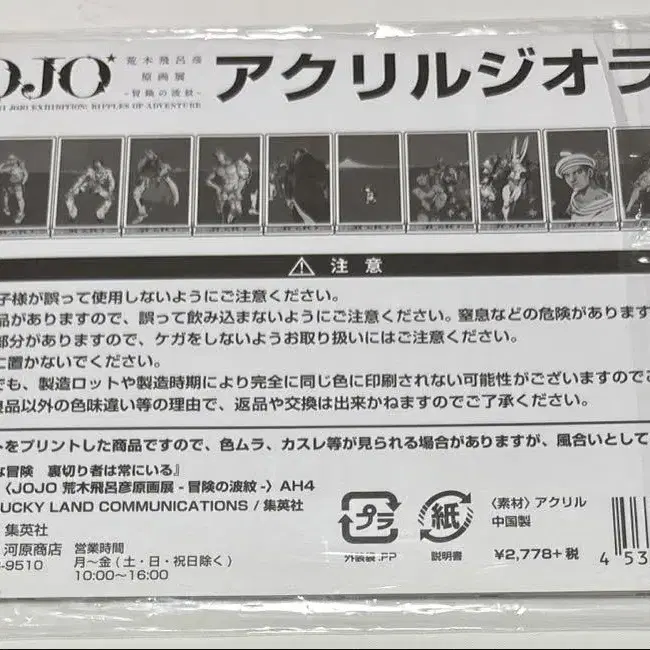 OJO
荒木飛呂彦
原画展
-冒険の波紋-
JOJO EXHIBITION: RIPPLES OF ADVENTURE
アクリルジオラ
注意
子様が誤って使用しないようにご注意ください。
品がありますので、誤って飲み込まないようにご注意ください。窒息などの危険があります
部分がありますので、ケガをしないようお取り扱いにはご注意ください。
に置かないでください。
でも、製造ロットや製造時期により完全に同じ色に印刷されない可能性がございますのでご
良品以外の色味違い等の理由で、返品や交換は出来かねますのでご了承ください。
トをプリントした商品ですので、色ムラ、カスレ等が見られる場合がありますが、風合いとして
な冒険 裏切り者は常にいる』
〈JOJO 荒木飛呂彦原画展 - 冒険の波紋 -〉AH4
LUCKY LAND COMMUNICATIONS / 集英社
集英社
河原商店
-9510
営業時間
月~金(土・日・祝日除く)
10:00~16:00
プラ
外装袋:PP
紙
説明書
〈素材〉アクリル
中国製
¥2,778+税
4 53